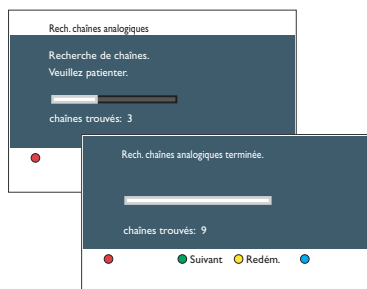 Rech. chaînes analogiques
Recherche de chaînes.
Veuillez patienter.
chaînes trouvés: 3
Rech. chaînes analogiques terminée.
chaînes trouvés: 9
Suivant Redém.